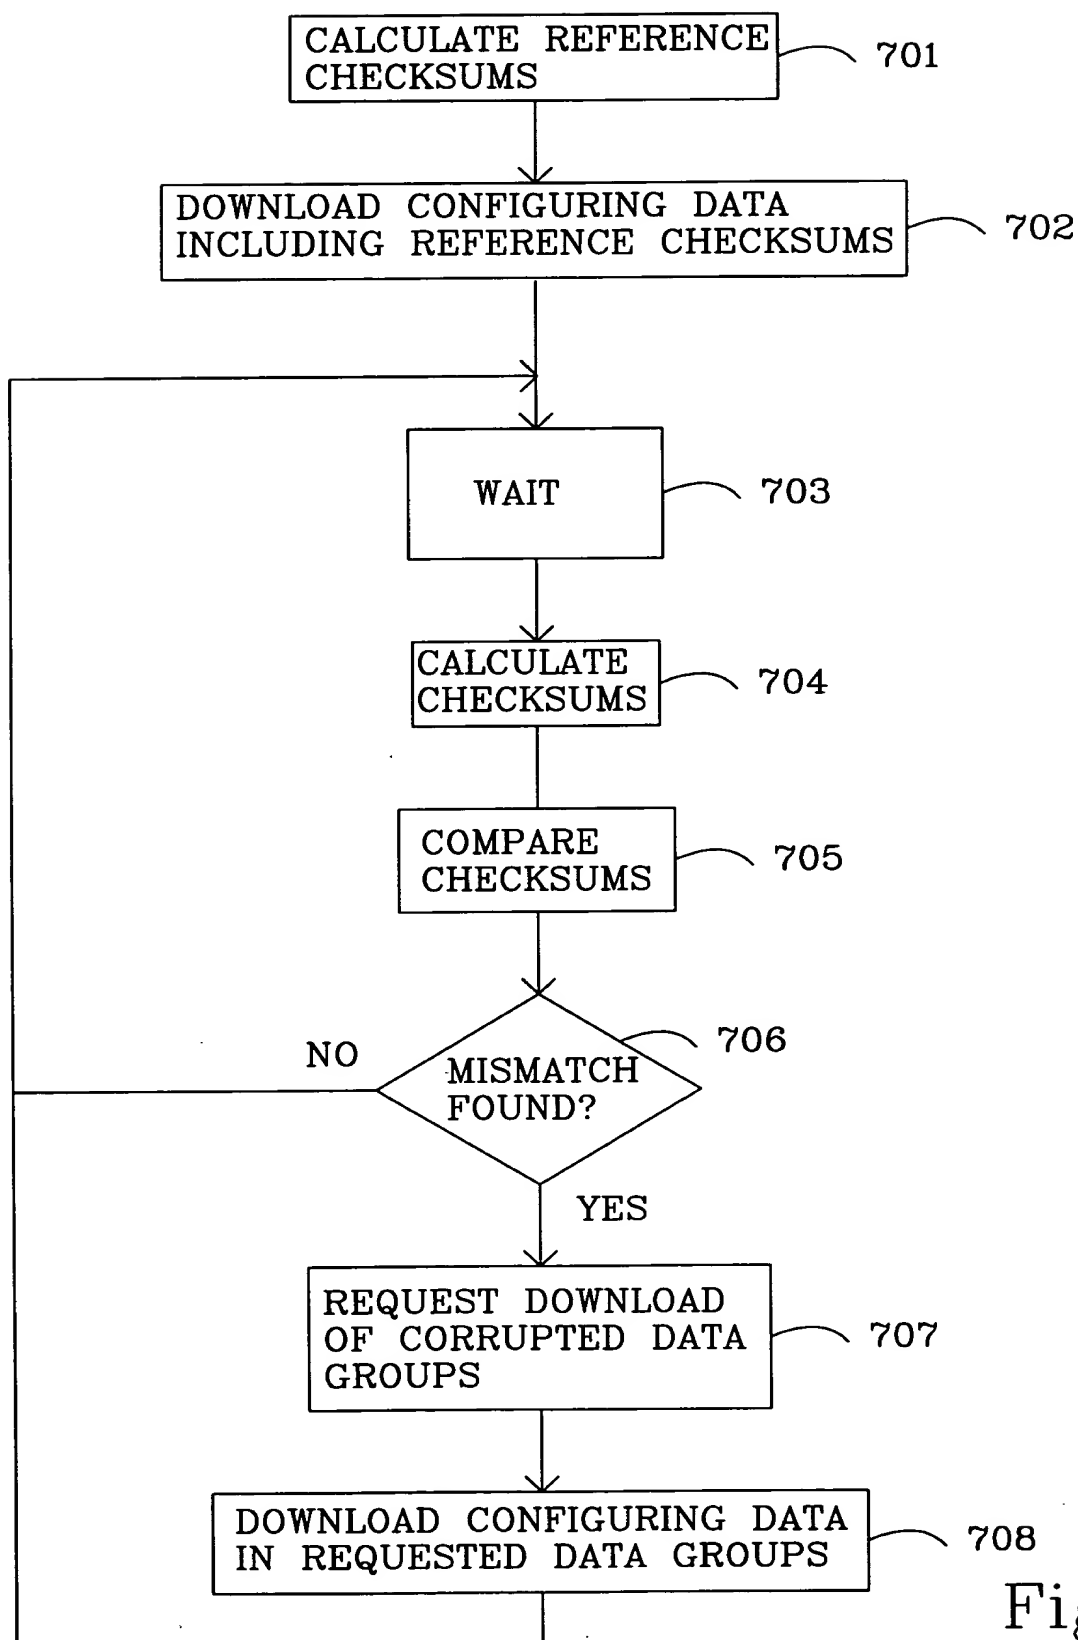 CALCULATE REFERENCE
CHECKSUMS
701
DOWNLOAD CONFIGURING DATA
INCLUDING REFERENCE CHECKSUMS
702
WAIT
703
CALCULATE
CHECKSUMS
704
COMPARE
CHECKSUMS
705
706
NO
MISMATCH
FOUND?
YES
REQUEST DOWNLOAD
OF CORRUPTED DATA
GROUPS
707
DOWNLOAD CONFIGURING DATA
IN REQUESTED DATA GROUPS
708